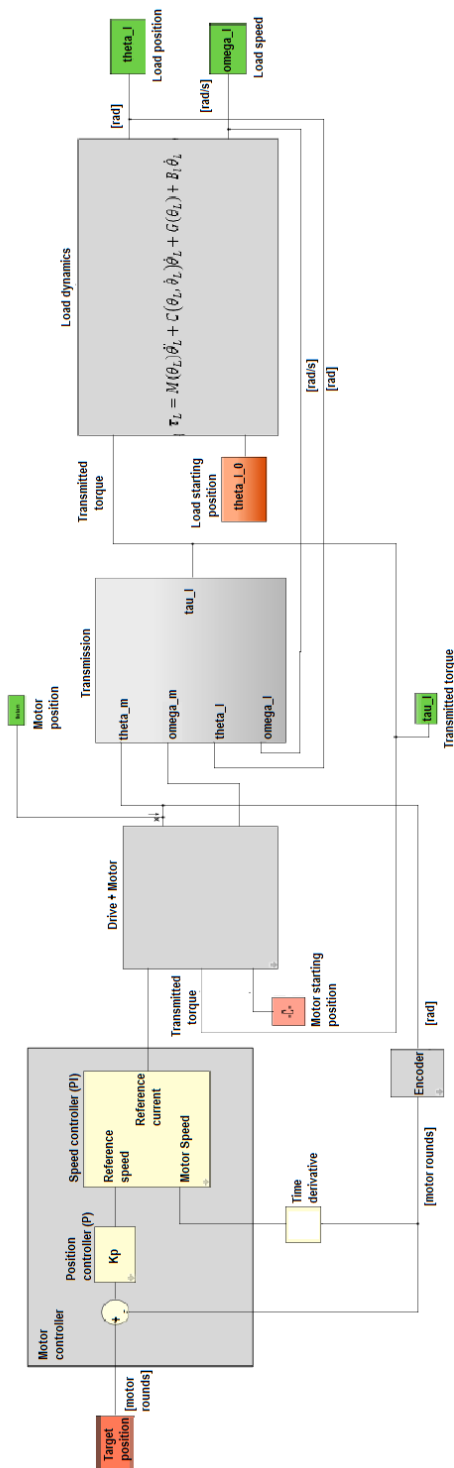 Target
position
[motor
rounds]
Motor
controller
+
-
Position
controller (P)
Kp
Speed controller (PI)
Reference
speed
Reference
current
Motor Speed
Time
derivative
[motor rounds]
Encoder
[rad]
Drive + Motor
Transmitted
torque
Motor starting
position
Motor
position
Transmission
theta_m
omega_m
theta_l
omega_l
tau_l
tau_l
Transmitted torque
Transmitted
torque
Load starting
position
theta_l_0
Load dynamics
τ_L = M(θ_L)θ̈_L + C(θ_L, θ̇_L)θ̇_L + G(θ_L) + B_l θ̇_L
[rad/s]
[rad]
[rad]
theta_l
Load position
[rad/s]
omega_l
Load speed